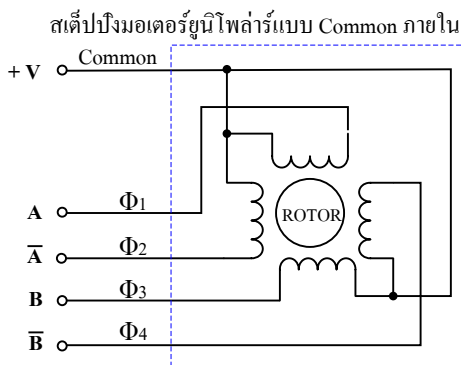 สเต็ปปิงมอเตอร์ยูนิโพล่าร์แบบ Common ภายใน
+ V Common
A Φ1
A̅ Φ2
B Φ3
B̅ Φ4
ROTOR